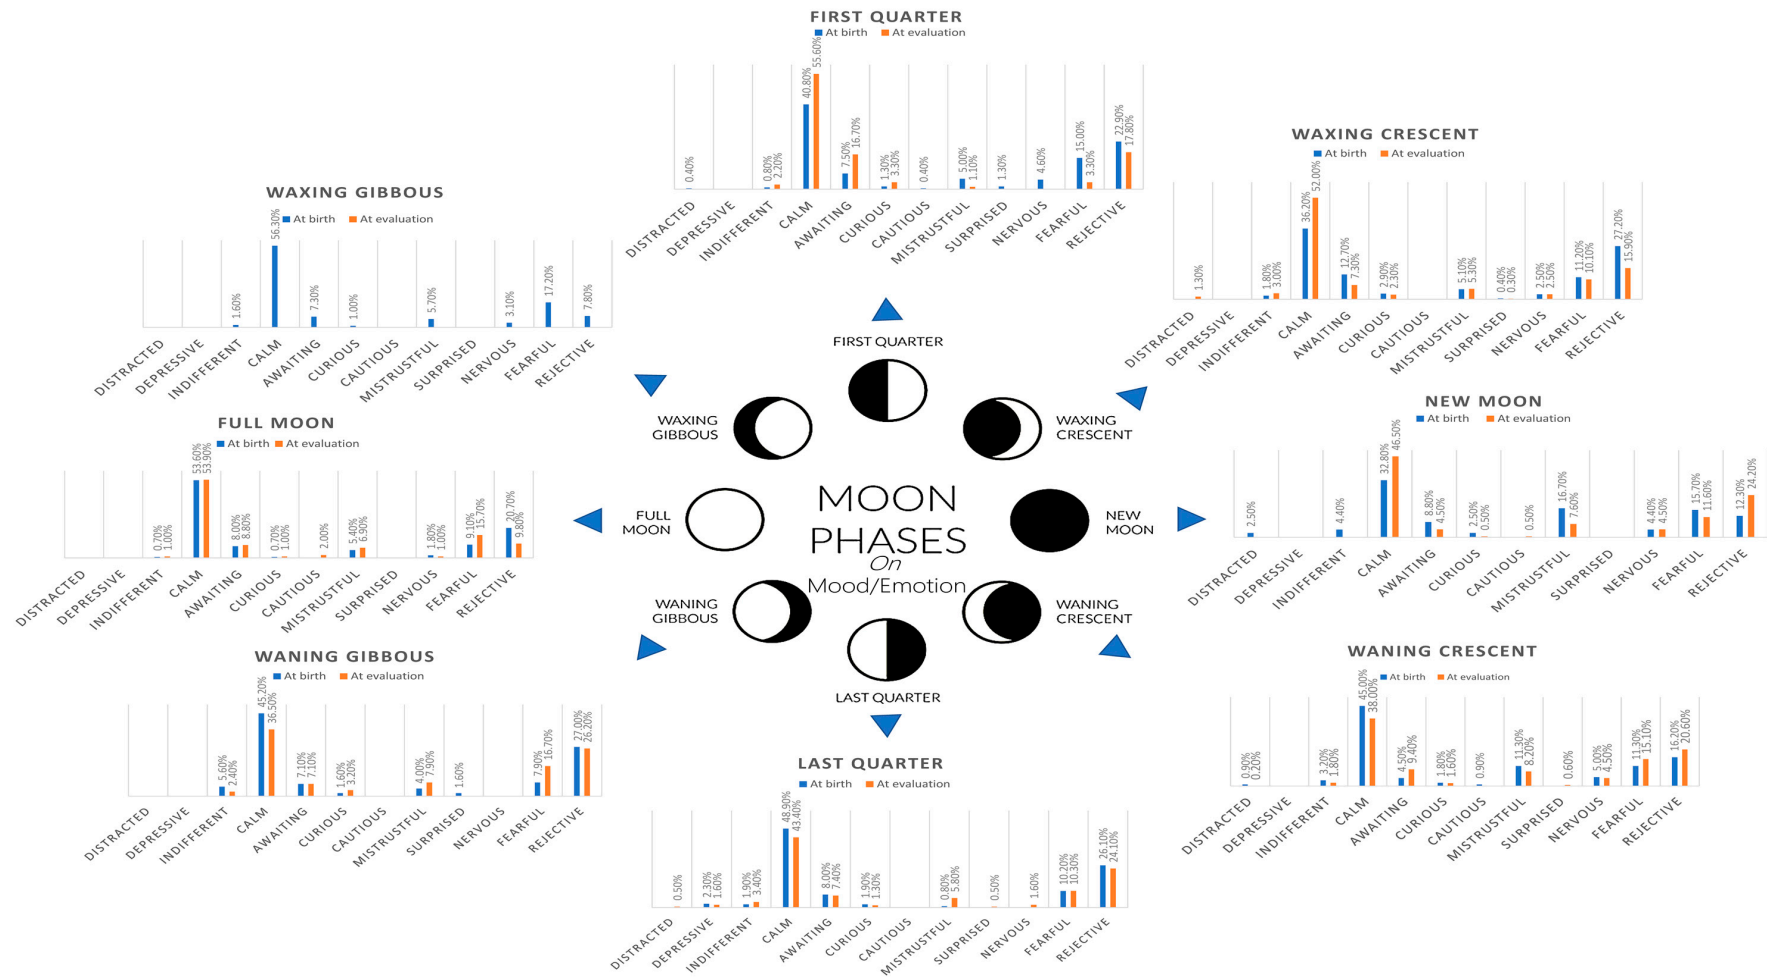 FIRST QUARTER
At birth At evaluation
0.40% 0.80% 2.20% 40.80% 55.60% 7.50% 16.70% 1.30% 3.30% 0.40% 5.00% 1.10% 1.30% 4.60% 15.00% 3.30% 22.90% 17.80%
DISTRACTED DEPRESSIVE INDIFFERENT CALM AWAITING CURIOUS CAUTIOUS MISTRUSTFUL SURPRISED NERVOUS FEARFUL REJECTIVE
WAXING CRESCENT
At birth At evaluation
1.30% 1.80% 3.00% 36.20% 52.00% 12.70% 7.30% 2.90% 2.30% 5.10% 5.30% 0.40% 0.30% 2.50% 2.50% 11.20% 10.10% 27.20% 15.90%
DISTRACTED DEPRESSIVE INDIFFERENT CALM AWAITING CURIOUS CAUTIOUS MISTRUSTFUL SURPRISED NERVOUS FEARFUL REJECTIVE
WAXING GIBBOUS
At birth At evaluation
1.60% 56.30% 7.30% 1.00% 5.70% 3.10% 17.20% 7.80%
DISTRACTED DEPRESSIVE INDIFFERENT CALM AWAITING CURIOUS CAUTIOUS MISTRUSTFUL SURPRISED NERVOUS FEARFUL REJECTIVE
FULL MOON
At birth At evaluation
0.70% 1.00% 53.60% 53.90% 8.00% 8.80% 0.70% 1.00% 2.00% 5.40% 6.90% 1.80% 1.00% 9.10% 15.70% 20.70% 9.80%
DISTRACTED DEPRESSIVE INDIFFERENT CALM AWAITING CURIOUS CAUTIOUS MISTRUSTFUL SURPRISED NERVOUS FEARFUL REJECTIVE
NEW MOON
At birth At evaluation
2.50% 4.40% 32.80% 46.50% 8.80% 4.50% 2.50% 0.50% 0.50% 16.70% 7.60% 4.40% 4.50% 15.70% 11.60% 12.30% 24.20%
DISTRACTED DEPRESSIVE INDIFFERENT CALM AWAITING CURIOUS CAUTIOUS MISTRUSTFUL SURPRISED NERVOUS FEARFUL REJECTIVE
FIRST QUARTER
WAXING
GIBBOUS
WAXING
CRESCENT
FULL
MOON
MOON
PHASES
On
Mood/Emotion
NEW
MOON
WANING
GIBBOUS
WANING
CRESCENT
LAST QUARTER
WANING GIBBOUS
At birth At evaluation
5.60% 2.40% 45.20% 36.50% 7.10% 7.10% 1.60% 3.20% 4.00% 7.90% 1.60% 7.90% 16.70% 27.00% 26.20%
DISTRACTED DEPRESSIVE INDIFFERENT CALM AWAITING CURIOUS CAUTIOUS MISTRUSTFUL SURPRISED NERVOUS FEARFUL REJECTIVE
WANING CRESCENT
At birth At evaluation
0.90% 0.20% 3.20% 1.80% 45.00% 38.00% 4.50% 9.40% 1.80% 1.60% 0.90% 11.30% 8.20% 0.60% 5.00% 4.50% 11.30% 15.10% 16.20% 20.60%
DISTRACTED DEPRESSIVE INDIFFERENT CALM AWAITING CURIOUS CAUTIOUS MISTRUSTFUL SURPRISED NERVOUS FEARFUL REJECTIVE
LAST QUARTER
At birth At evaluation
0.50% 2.30% 1.60% 1.90% 3.40% 48.90% 43.40% 8.00% 7.40% 1.90% 1.30% 0.80% 5.80% 0.50% 1.60% 10.20% 10.30% 26.10% 24.10%
DISTRACTED DEPRESSIVE INDIFFERENT CALM AWAITING CURIOUS CAUTIOUS MISTRUSTFUL SURPRISED NERVOUS FEARFUL REJECTIVE